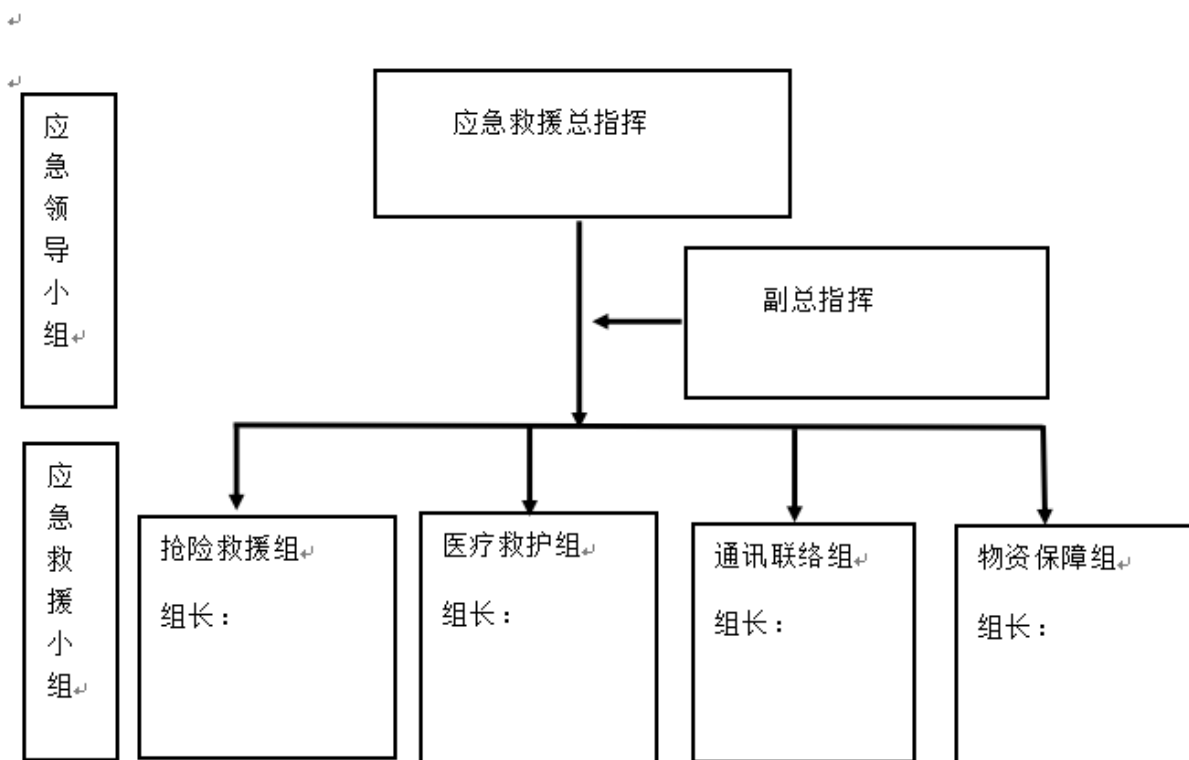 应急领导小组
应急救援总指挥
副总指挥
应急救援小组
抢险救援组
组长：
医疗救护组
组长：
通讯联络组
组长：
物资保障组
组长：